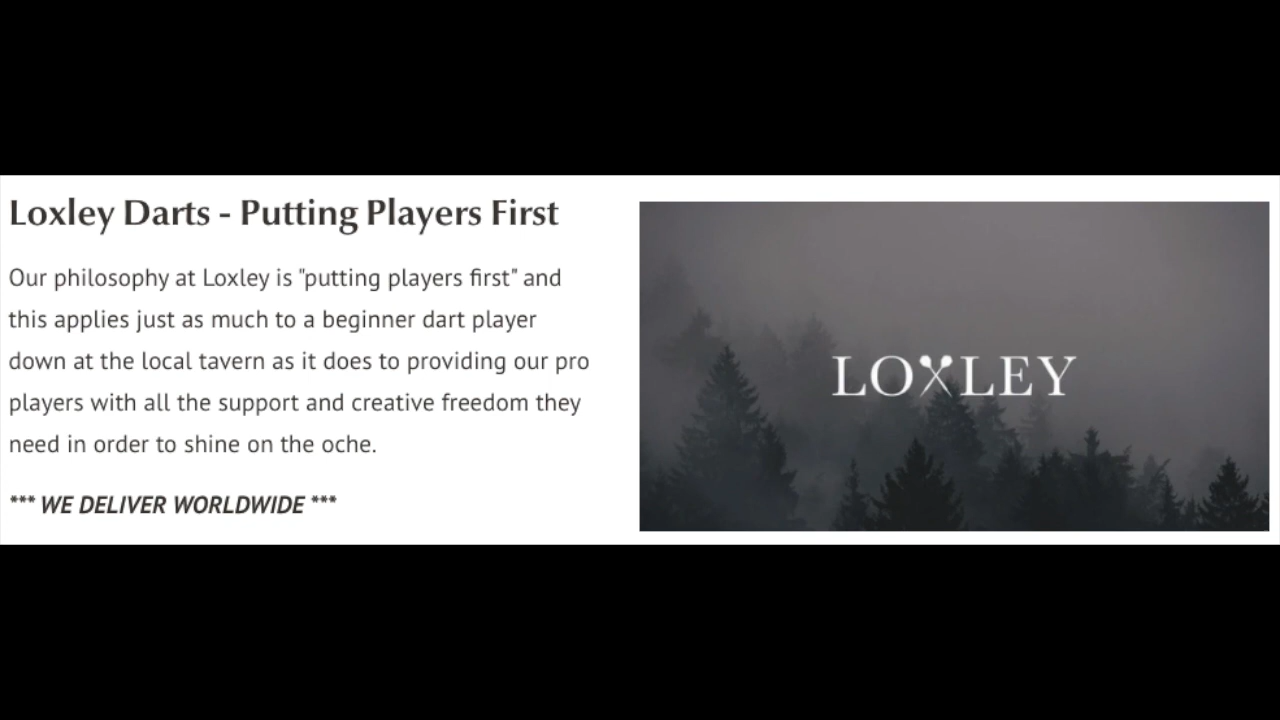 Loxley Darts - Putting Players First
Our philosophy at Loxley is "putting players first" and
this applies just as much to a beginner dart player
down at the local tavern as it does to providing our pro
players with all the support and creative freedom they
need in order to shine on the oche.
*** WE DELIVER WORLDWIDE ***
LOXLEY